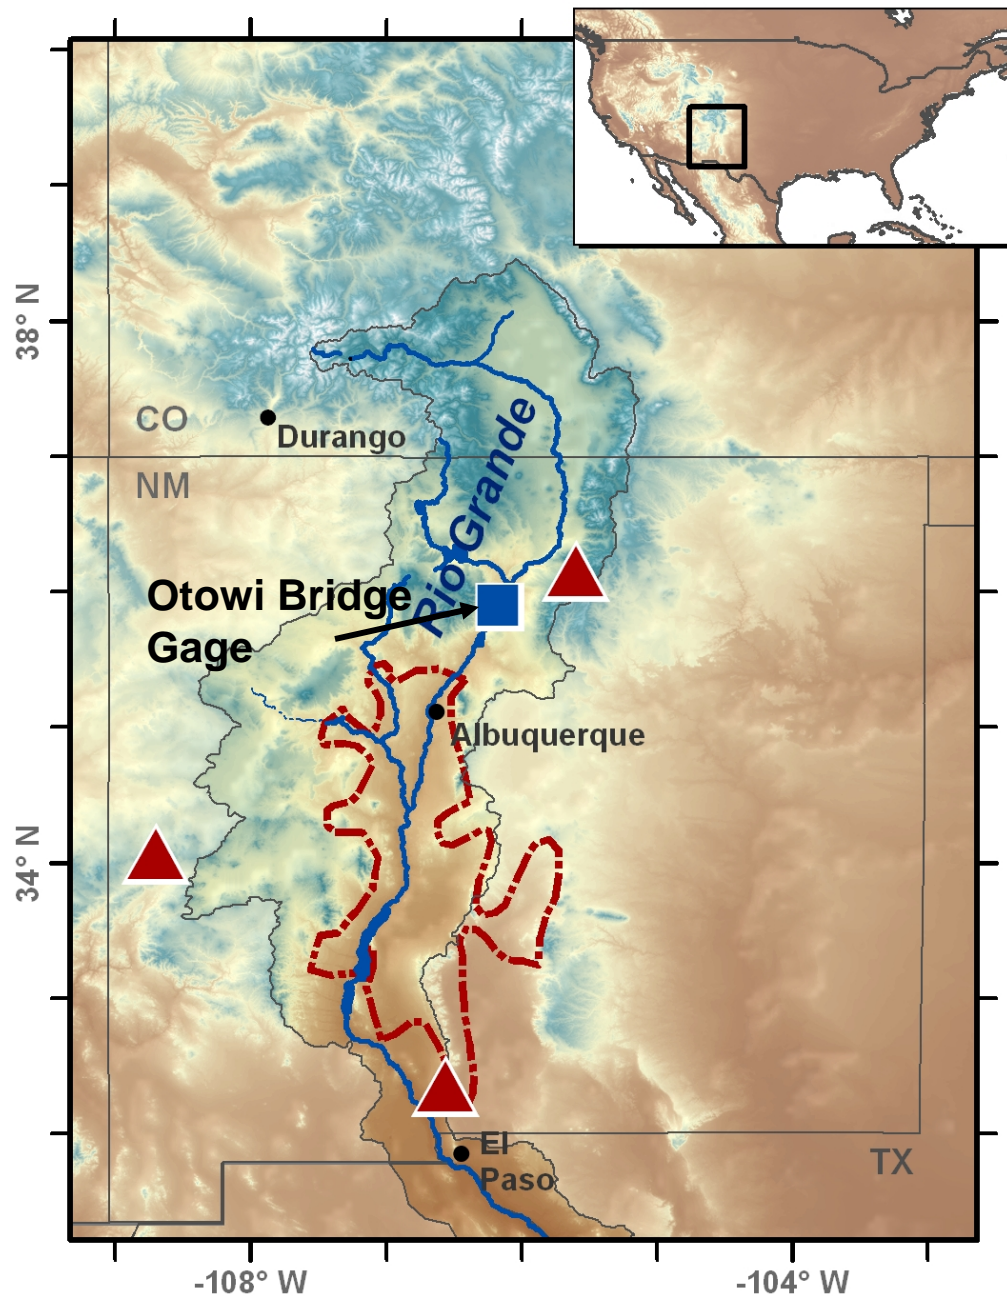 38° N
CO
Durango
NM
Rio Grande
Otowi Bridge
Gage
Albuquerque
34° N
El
Paso
TX
-108° W
-104° W